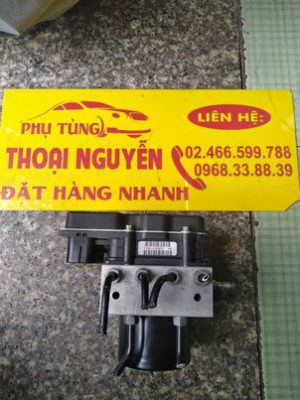 LIÊN HỆ:
PHỤ TÙNG
THOẠI NGUYỄN
02.466.599.788
0968.33.88.39
ĐẶT HÀNG NHANH